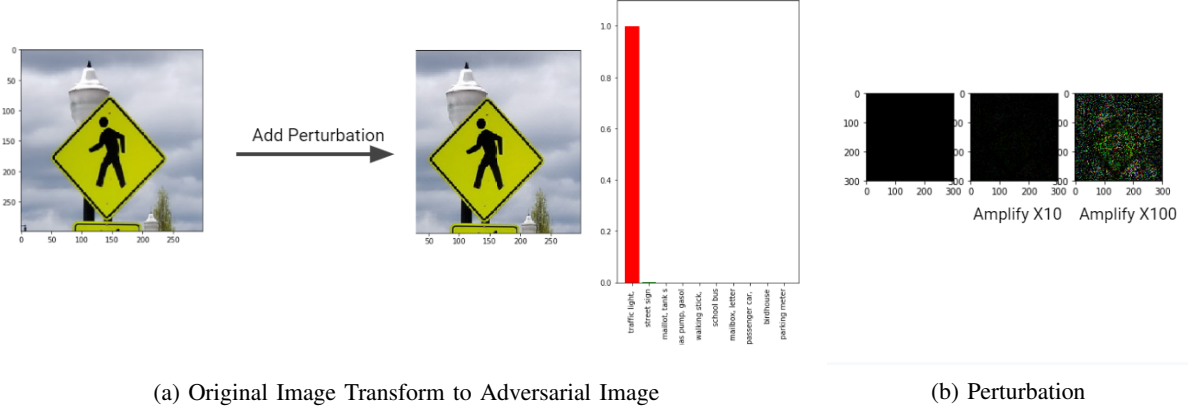 0
50
100
150
200
250
0 50 100 150 200 250
Add Perturbation
50 100 150 200 250
1.0
0.8
0.6
0.4
0.2
0.0
traffic light,
street sign
maillot, tank s
as pump, gasol
walking stick,
school bus
mailbox, letter
passenger car,
birdhouse
parking meter
0
100
200
300
0 100 200 300
0 100 200 300
Amplify X10
0
300
0 100 200 300
Amplify X100
(a) Original Image Transform to Adversarial Image
(b) Perturbation